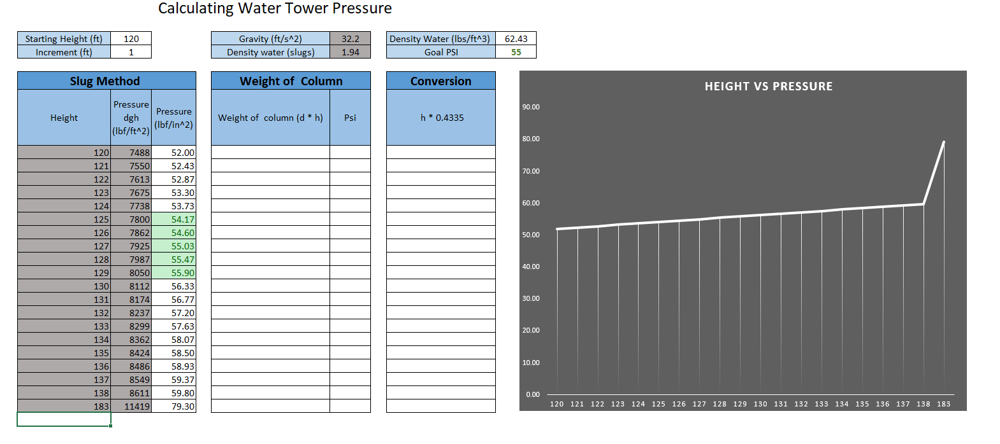 Calculating Water Tower Pressure
Starting Height (ft) 120 Gravity (ft/s^2) 32.2 Density Water (lbs/ft^3) 62.43
Increment (ft) 1 Density water (slugs) 1.94 Goal PSI 55
Slug Method
Height Pressure dgh (lbf/ft^2) Pressure (lbf/in^2)
120 7488 52.00
121 7550 52.43
122 7613 52.87
123 7675 53.30
124 7738 53.73
125 7800 54.17
126 7862 54.60
127 7925 55.03
128 7987 55.47
129 8050 55.90
130 8112 56.33
131 8174 56.77
132 8237 57.20
133 8299 57.63
134 8362 58.07
135 8424 58.50
136 8486 58.93
137 8549 59.37
138 8611 59.80
183 11419 79.30
Weight of  Column
Weight of  column (d * h) Psi
Conversion
h * 0.4335
HEIGHT VS PRESSURE
90.00
80.00
70.00
60.00
50.00
40.00
30.00
20.00
10.00
0.00
120 121 122 123 124 125 126 127 128 129 130 131 132 133 134 135 136 137 138 183